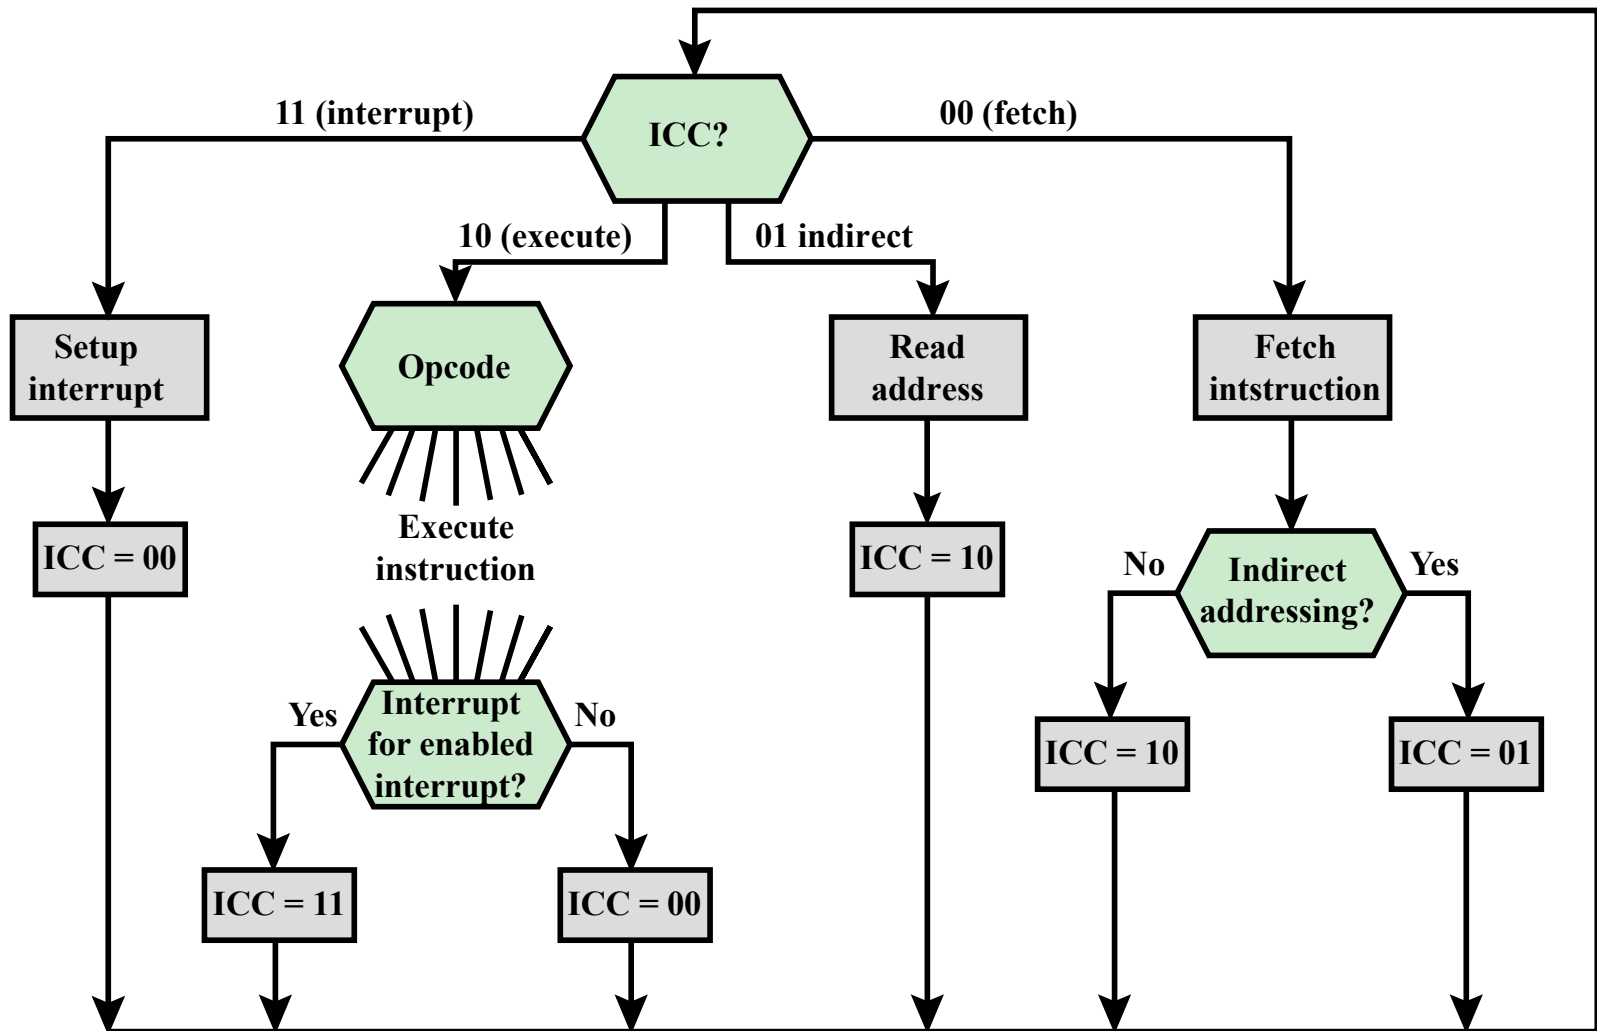 11 (interrupt)
00 (fetch)
ICC?
10 (execute)
01 indirect
Setup
interrupt
Opcode
Read
address
Fetch
intstruction
ICC = 00
Execute
instruction
ICC = 10
No
Indirect
addressing?
Yes
Yes
Interrupt
for enabled
interrupt?
No
ICC = 10
ICC = 01
ICC = 11
ICC = 00